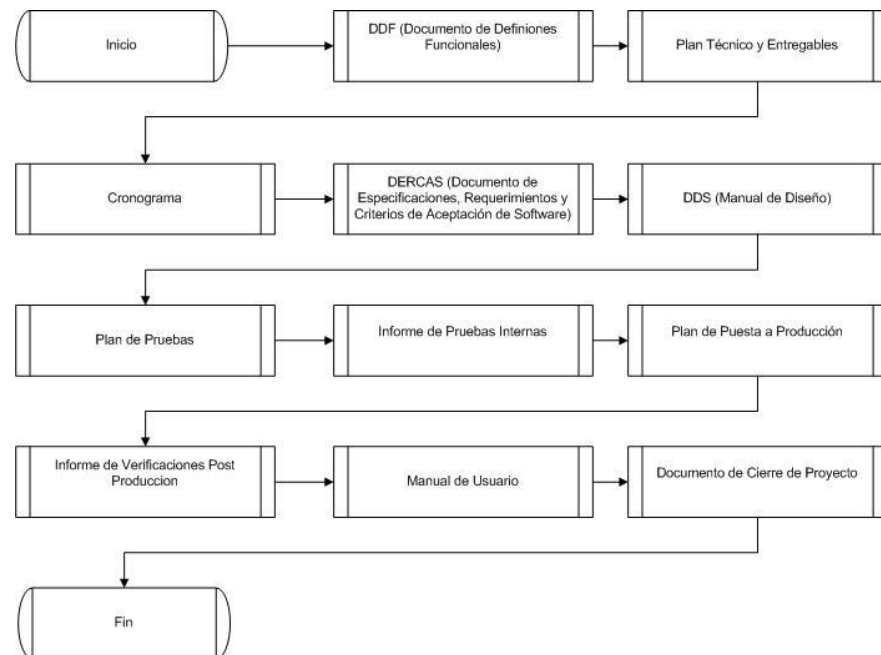 Inicio
DDF (Documento de Definiones
Funcionales)
Plan Técnico y Entregables
Cronograma
DERCAS (Documento de
Especificaciones, Requerimientos y
Criterios de Aceptación de Software)
DDS (Manual de Diseño)
Plan de Pruebas
Informe de Pruebas Internas
Plan de Puesta a Producción
Informe de Verificaciones Post
Produccion
Manual de Usuario
Documento de Cierre de Proyecto
Fin